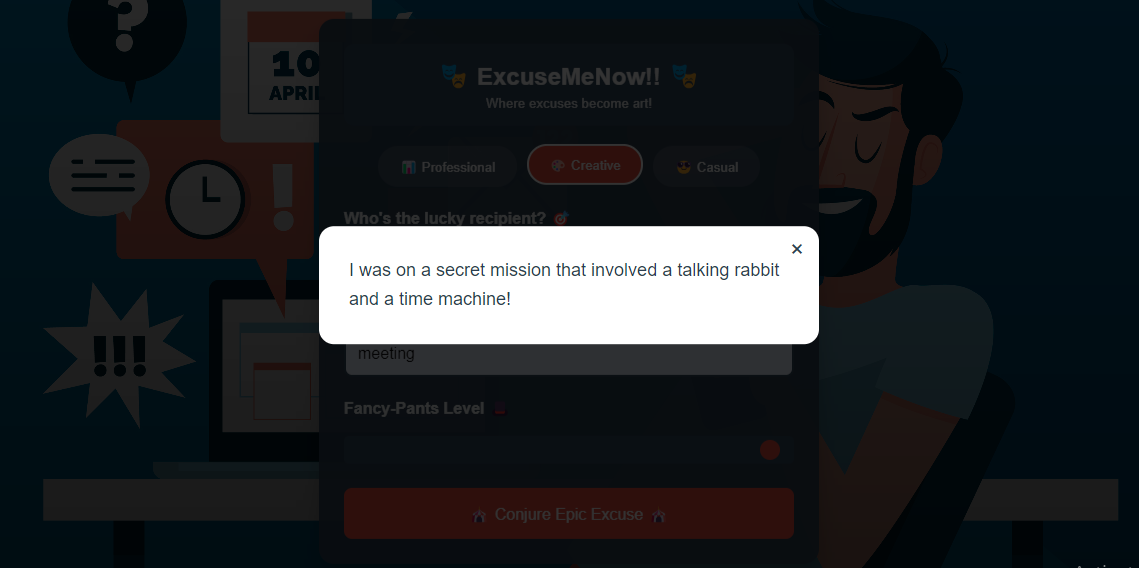 ?
10
APRIL
!
!!!
🎭 ExcuseMeNow!! 🎭
Where excuses become art!
📊 Professional
Creative
Casual
Who's the lucky recipient? 🎯
×
I was on a secret mission that involved a talking rabbit
and a time machine!
meeting
Fancy-Pants Level
Conjure Epic Excuse